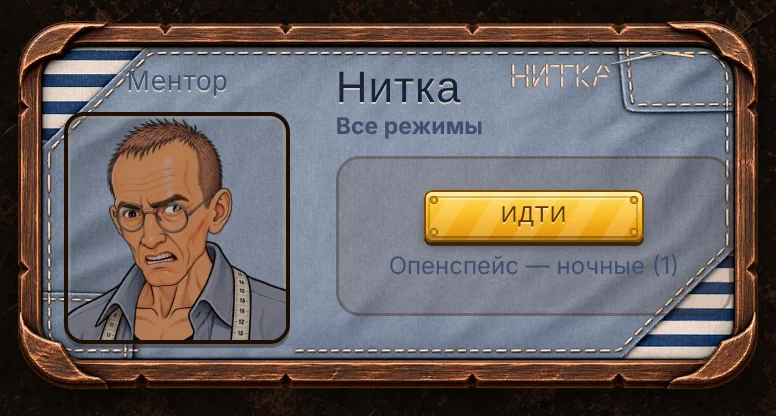 Ментор
Нитка
НИТКА
Все режимы
ИДТИ
Опенспейс — ночные (1)